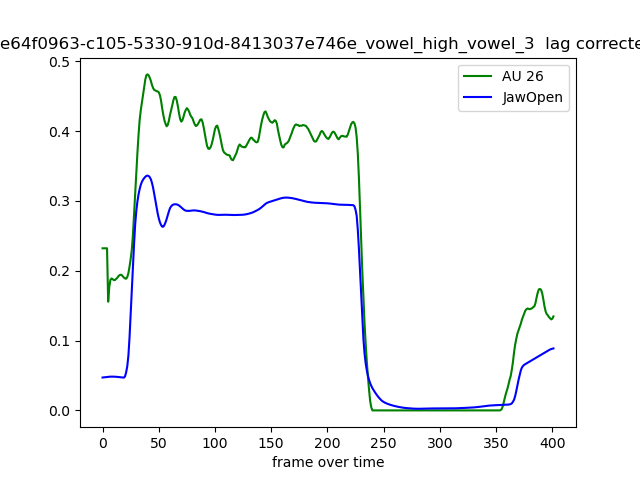 e64f0963-c105-5330-910d-8413037e746e_vowel_high_vowel_3 lag correcte
AU 26
JawOpen
0.5
0.4
0.3
0.2
0.1
0.0
0 50 100 150 200 250 300 350 400
frame over time